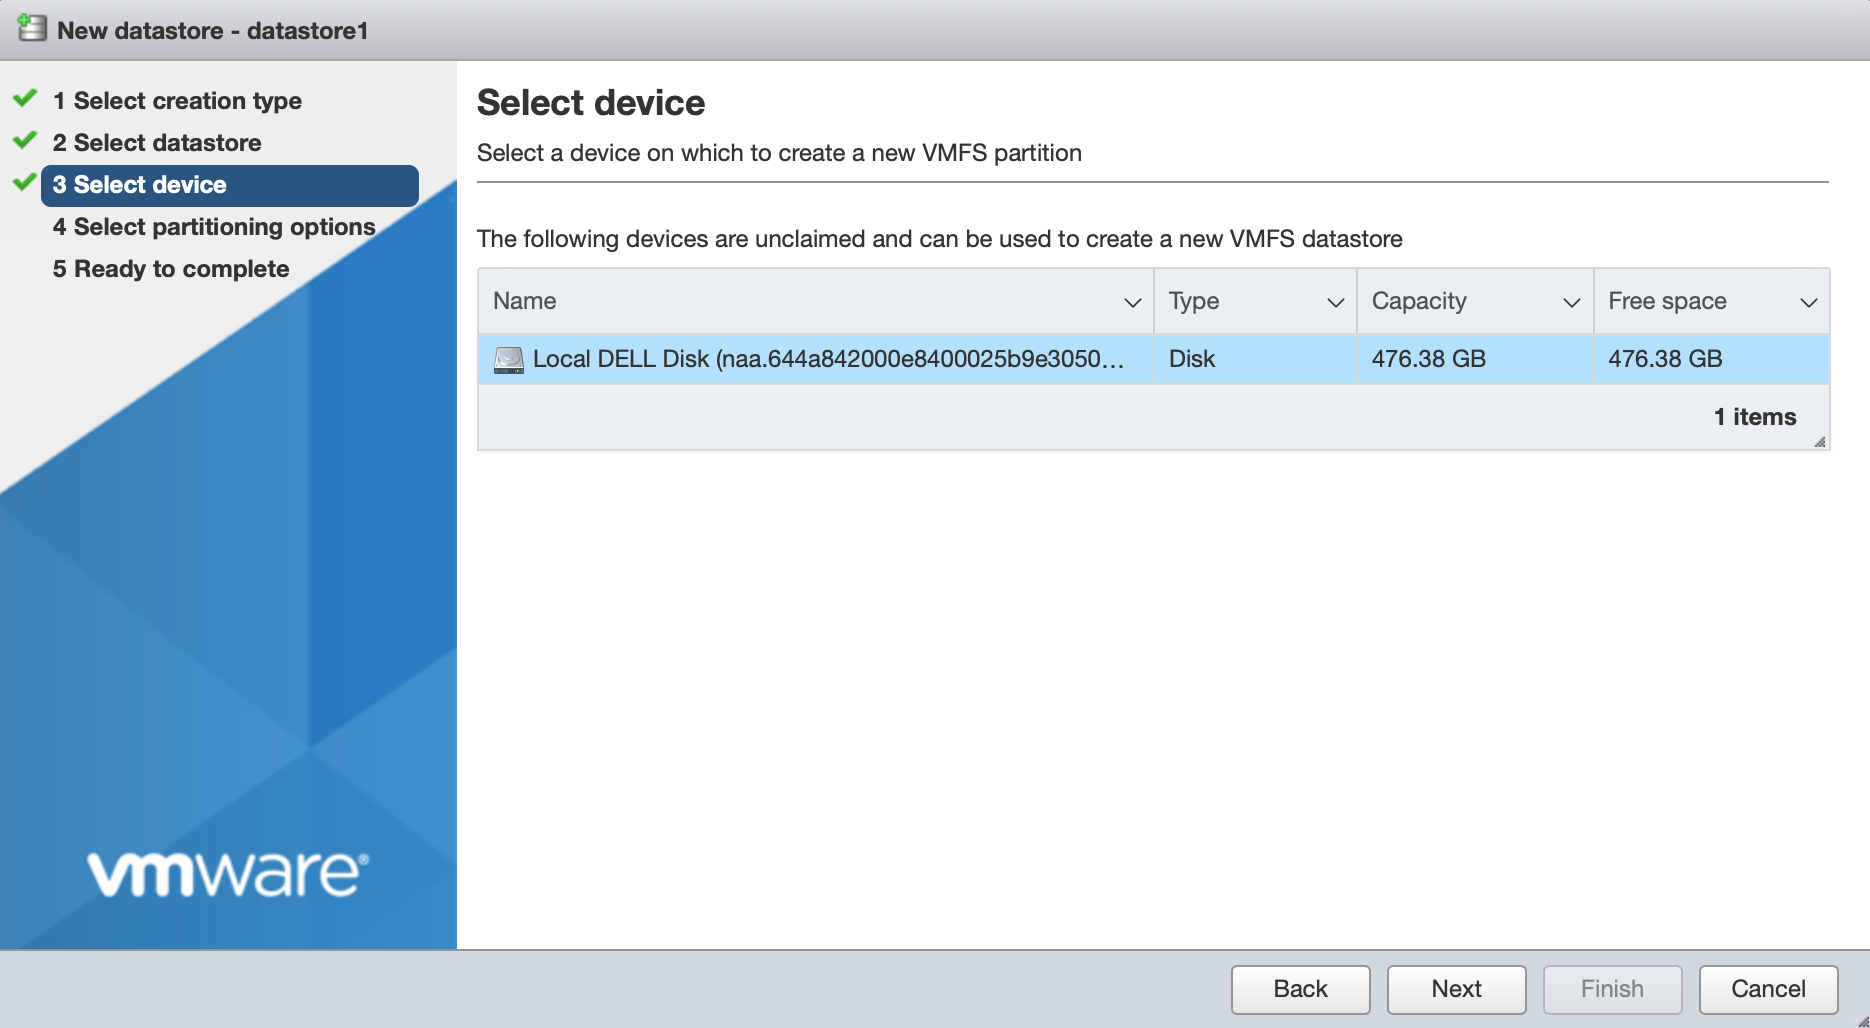 New datastore - datastore1
1 Select creation type
2 Select datastore
3 Select device
4 Select partitioning options
5 Ready to complete
vmware®
Select device
Select a device on which to create a new VMFS partition
The following devices are unclaimed and can be used to create a new VMFS datastore
Name Type Capacity Free space
Local DELL Disk (naa.644a842000e8400025b9e3050... Disk 476.38 GB 476.38 GB
1 items
Back Next Finish Cancel